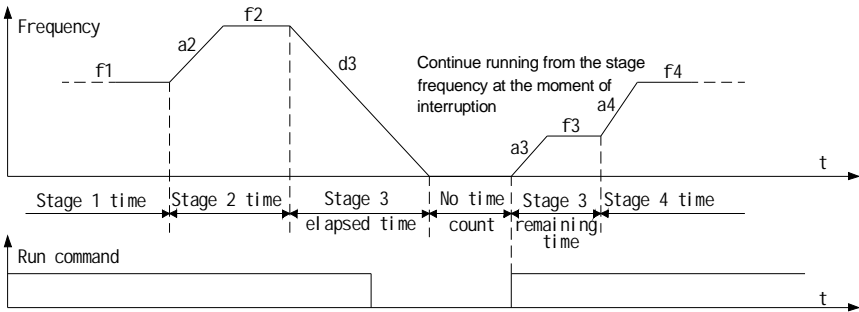 Frequency
f1
a2
f2
d3
Continue running from the stage
frequency at the moment of
interruption
a3
f3
a4
f4
t
Stage 1 time
Stage 2 time
Stage 3
elapsed time
No time
count
Stage 3
remaining
time
Stage 4 time
Run command
t